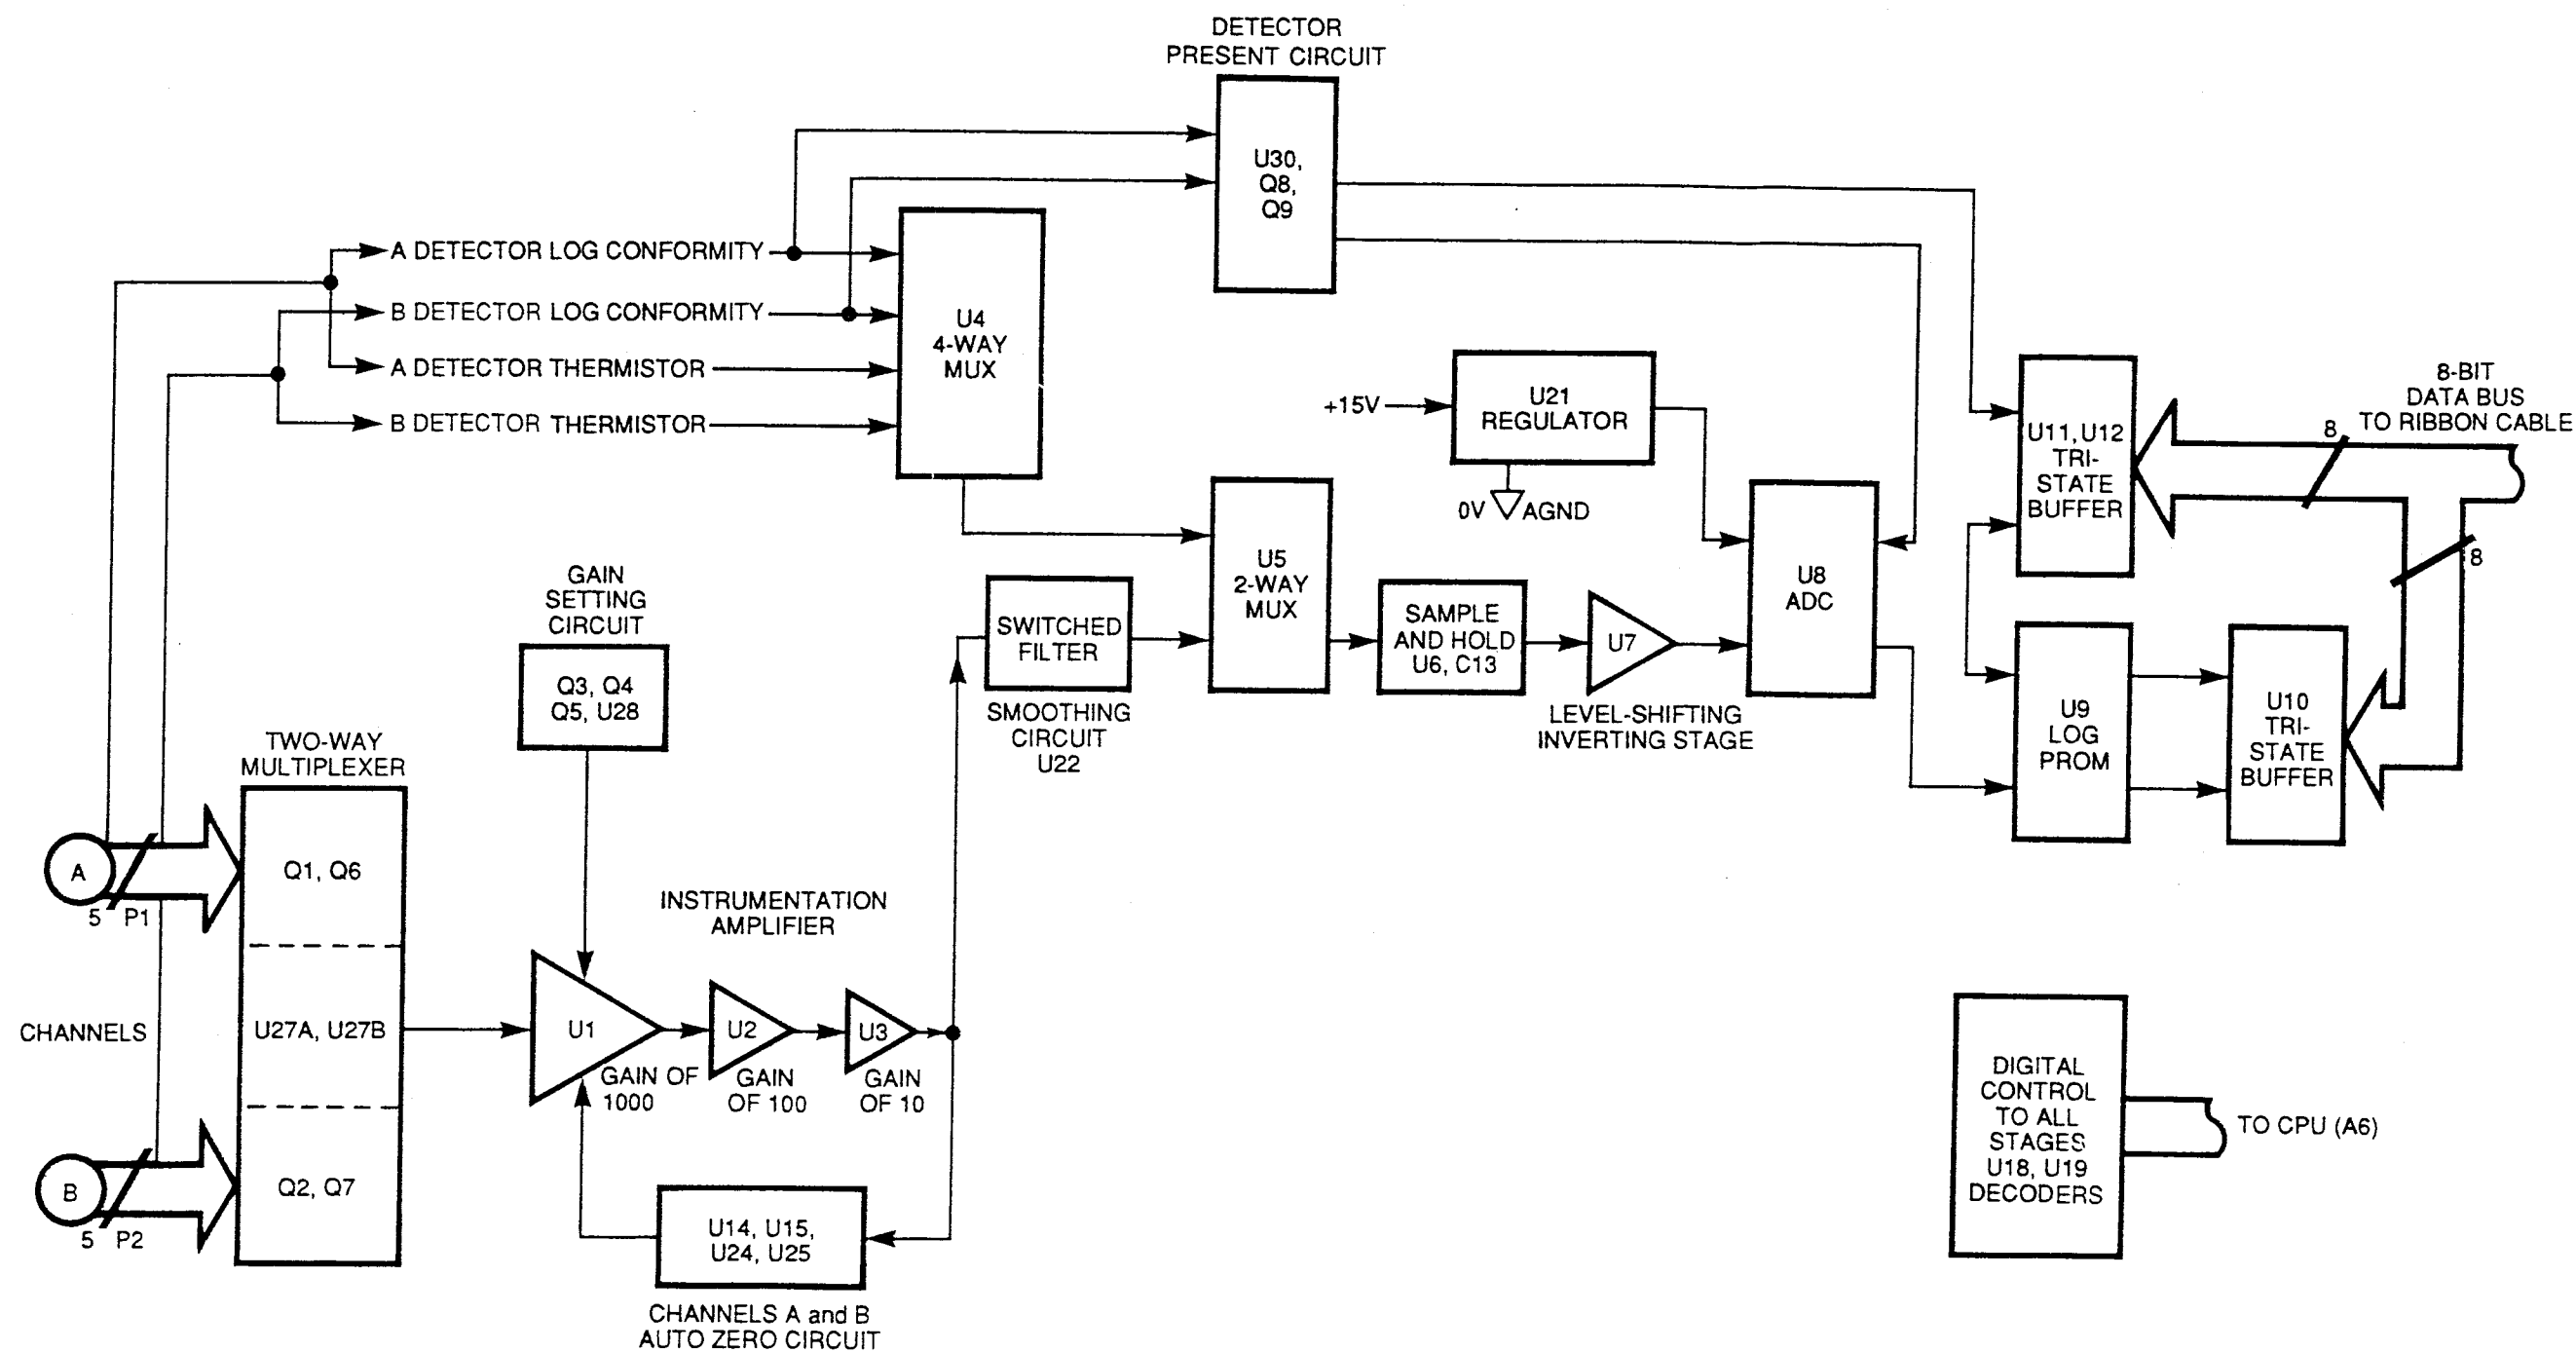 DETECTOR
PRESENT CIRCUIT
U30,
Q8,
Q9
A DETECTOR LOG CONFORMITY
B DETECTOR LOG CONFORMITY
A DETECTOR THERMISTOR
B DETECTOR THERMISTOR
U4
4-WAY
MUX
+15V
U21
REGULATOR
0V
AGND
U11, U12
TRI-
STATE
BUFFER
8-BIT
DATA BUS
TO RIBBON CABLE
8
8
GAIN
SETTING
CIRCUIT
Q3, Q4
Q5, U28
SWITCHED
FILTER
SMOOTHING
CIRCUIT
U22
U5
2-WAY
MUX
SAMPLE
AND HOLD
U6, C13
U7
LEVEL-SHIFTING
INVERTING STAGE
U8
ADC
U9
LOG
PROM
U10
TRI-
STATE
BUFFER
TWO-WAY
MULTIPLEXER
A
5
P1
Q1, Q6
CHANNELS
U27A, U27B
B
5
P2
Q2, Q7
INSTRUMENTATION
AMPLIFIER
U1
GAIN OF
1000
U2
GAIN
OF 100
U3
GAIN
OF 10
U14, U15,
U24, U25
CHANNELS A and B
AUTO ZERO CIRCUIT
DIGITAL
CONTROL
TO ALL
STAGES
U18, U19
DECODERS
TO CPU (A6)